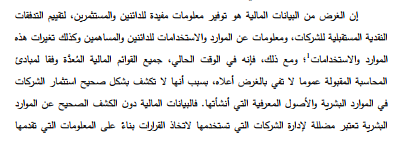 إن الغرض من البيانات المالية هو توفير معلومات مفيدة للدائنين والمستثمرين، لتقييم التدفقات
النقدية المستقبلية للشركات، ومعلومات عن الموارد والاستخدامات للدائنين والمساهمين وكذلك تغيرات هذه
الموارد والاستخدامات1؛ ومع ذلك، فإنه في الوقت الحالي، جميع القوائم المالية المُعدَّة وفقا لمبادئ
المحاسبة المقبولة عموما لا تفي بالغرض أعلاه، بسبب أنها لا تكشف بشكل صحيح استثمار الشركات
في الموارد البشرية والأصول المعرفية التي أنشأتها. فالبيانات المالية دون الكشف الصحيح عن الموارد
البشرية تعتبر مضللة لإدارة الشركات التي تستخدمها لاتخاذ القرارات بناءً على المعلومات التي تقدمها